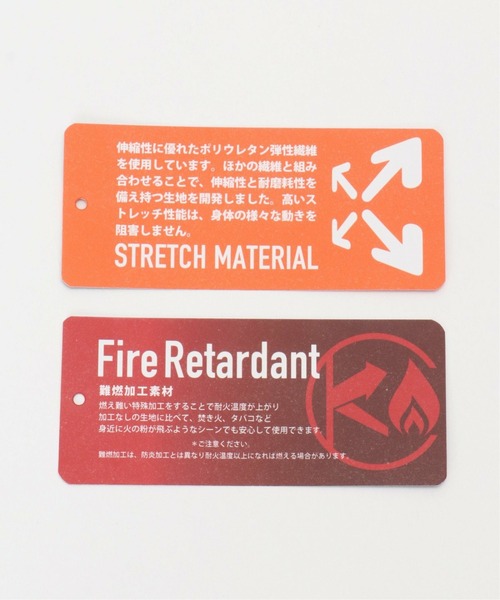 伸縮性に優れたポリウレタン弾性繊維
を使用しています。ほかの繊維と組み
合わせることで、伸縮性と耐磨耗性を
備え持つ生地を開発しました。高いス
トレッチ性能は、身体の様々な動きを
阻害しません。
STRETCH MATERIAL
Fire Retardant
難燃加工素材
燃え難い特殊加工をすることで耐火温度が上がり
加工なしの生地に比べて、焚き火、タバコなど
身近に火の粉が飛ぶようなシーンでも安心して使用できます。
＊ご注意ください。
難燃加工は、防炎加工とは異なり耐火温度以上になれば燃える場合があります。